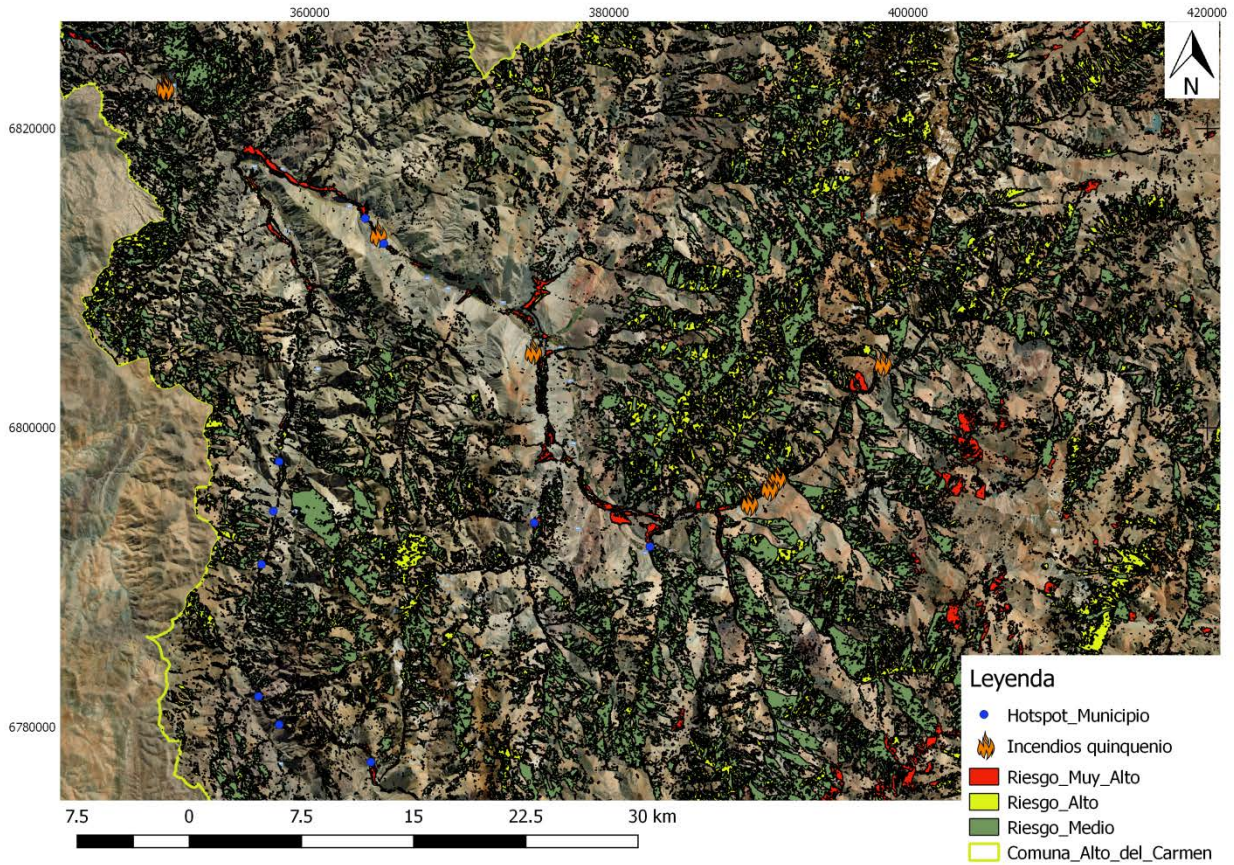 360000 380000 400000 420000
N
6820000
6800000
6780000
Leyenda
Hotspot_Municipio
Incendios quinquenio
Riesgo_Muy_Alto
Riesgo_Alto
Riesgo_Medio
Comuna_Alto_del_Carmen
7.5 0 7.5 15 22.5 30 km